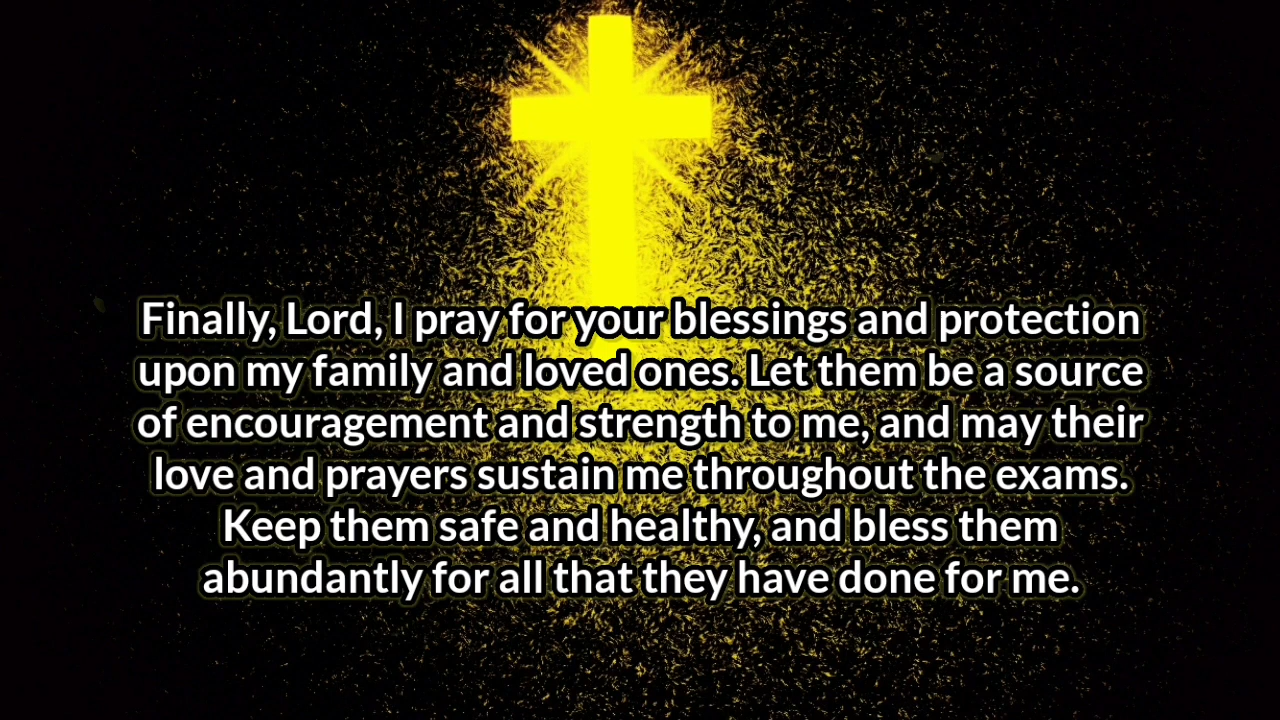 Finally, Lord, I pray for your blessings and protection
upon my family and loved ones. Let them be a source
of encouragement and strength to me, and may their
love and prayers sustain me throughout the exams.
Keep them safe and healthy, and bless them
abundantly for all that they have done for me.